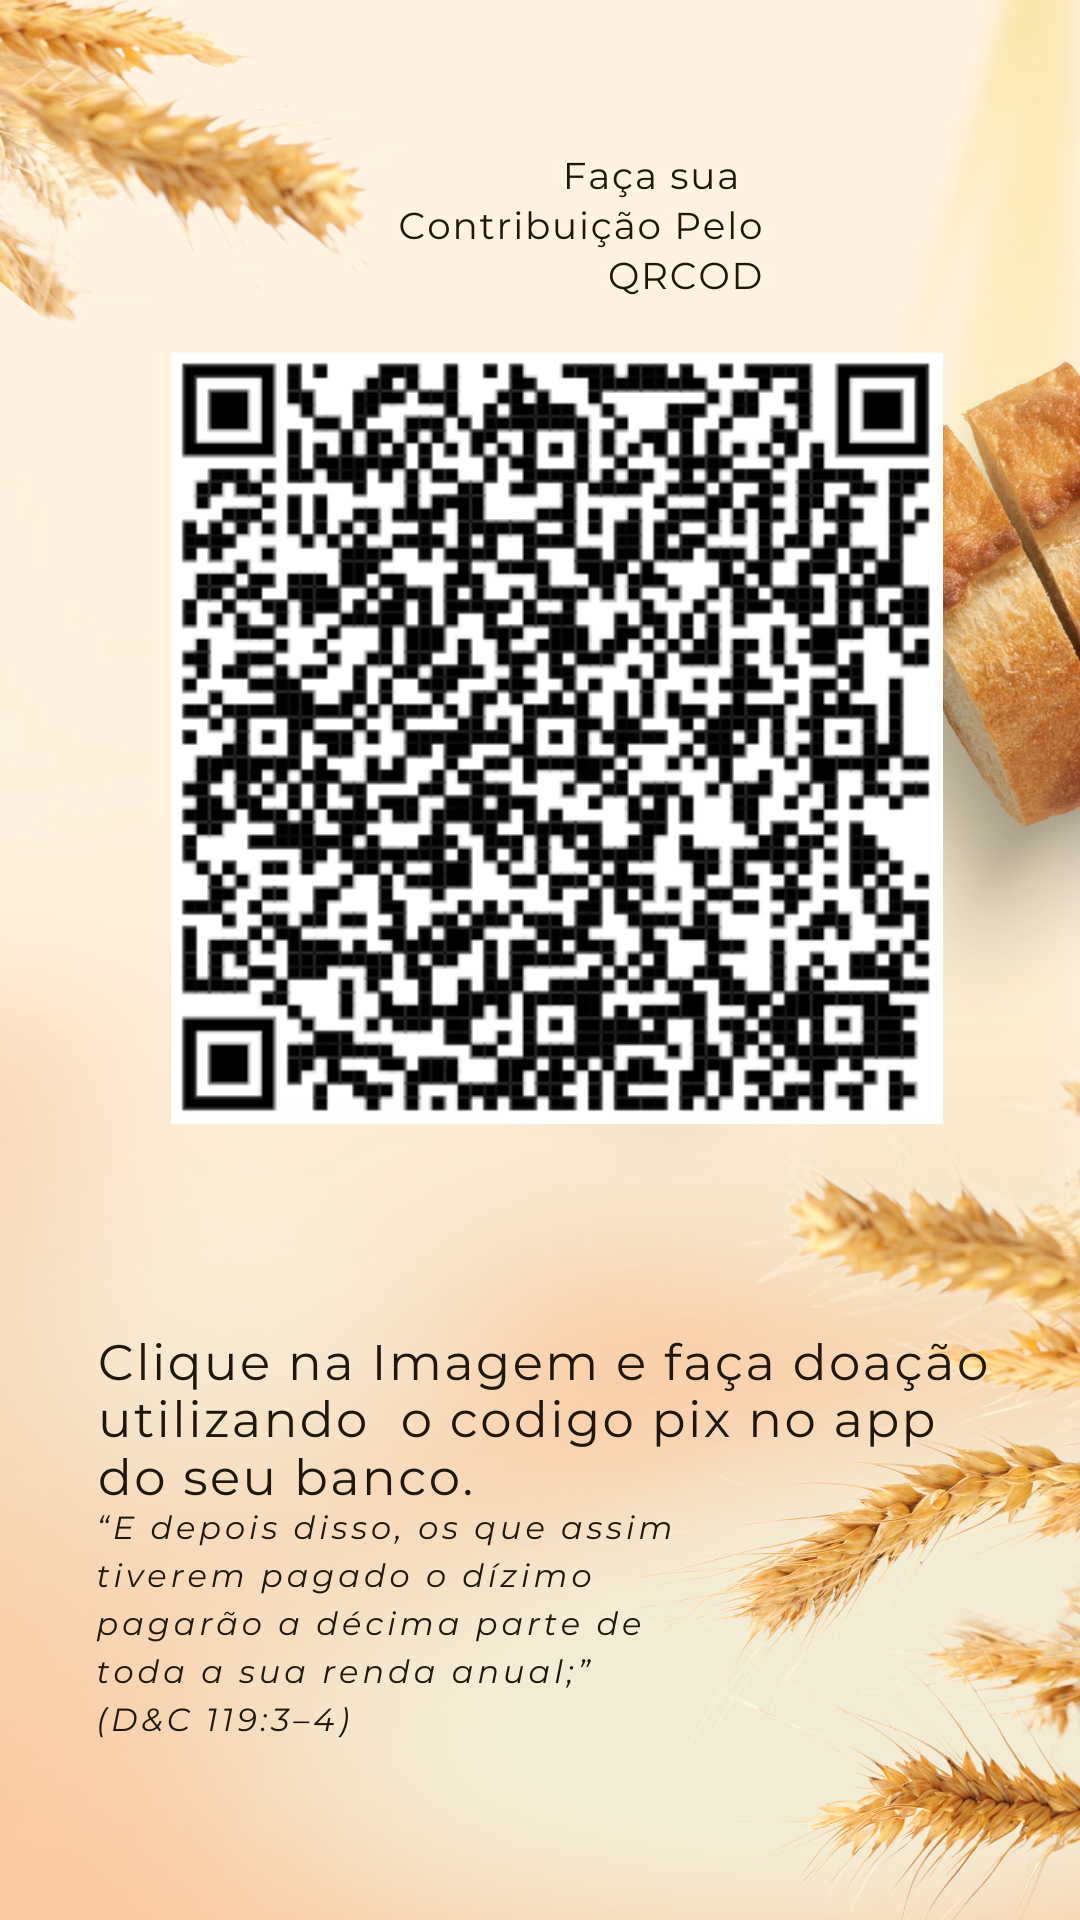 Faça sua
Contribuição Pelo
QRCOD
Clique na Imagem e faça doação
utilizando  o codigo pix no app
do seu banco.
“E depois disso, os que assim
tiverem pagado o dízimo
pagarão a décima parte de
toda a sua renda anual;”
(D&C 119:3–4)